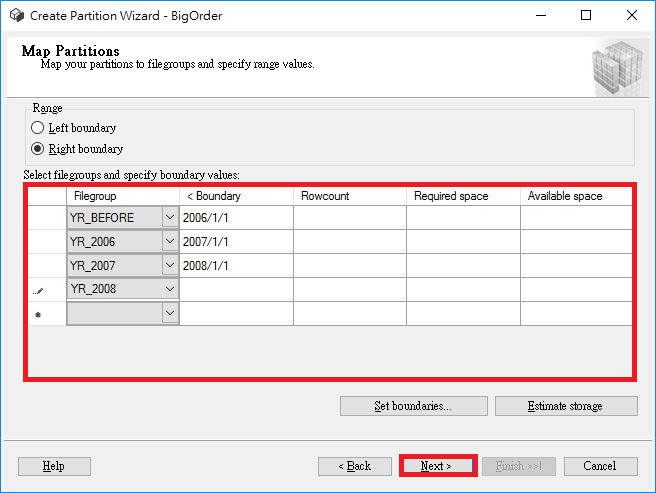 Create Partition Wizard - BigOrder
Map Partitions
Map your partitions to filegroups and specify range values.
Range
Left boundary
Right boundary
Select filegroups and specify boundary values:
Filegroup < Boundary Rowcount Required space Available space
YR_BEFORE 2006/1/1
YR_2006 2007/1/1
YR_2007 2008/1/1
YR_2008
Set boundaries... Estimate storage
Help < Back Next > Finish >>| Cancel